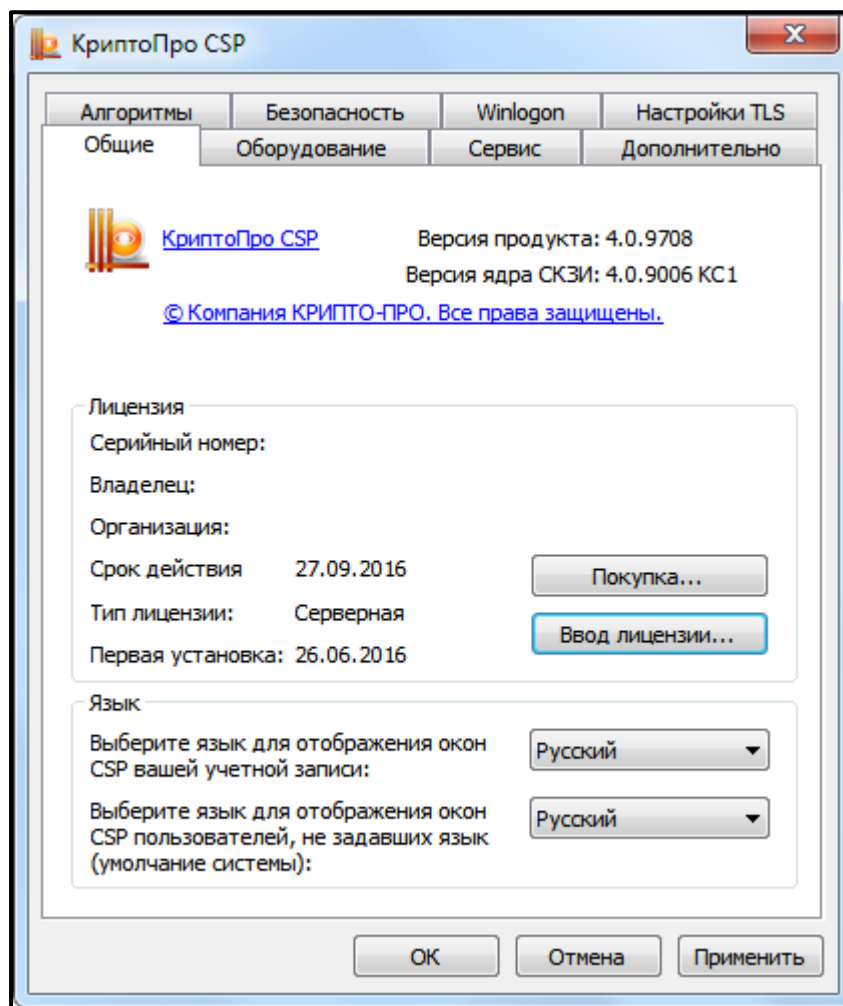 КриптоПро CSP
Алгоритмы Безопасность Winlogon Настройки TLS
Общие Оборудование Сервис Дополнительно
КриптоПро CSP Версия продукта: 4.0.9708
Версия ядра СКЗИ: 4.0.9006 KC1
© Компания КРИПТО-ПРО. Все права защищены.
Лицензия
Серийный номер:
Владелец:
Организация:
Срок действия 27.09.2016 Покупка...
Тип лицензии: Серверная
Ввод лицензии...
Первая установка: 26.06.2016
Язык
Выберите язык для отображения окон
CSP вашей учетной записи:
Русский
Выберите язык для отображения окон
CSP пользователей, не задавших язык
(умолчание системы):
Русский
ОК Отмена Применить